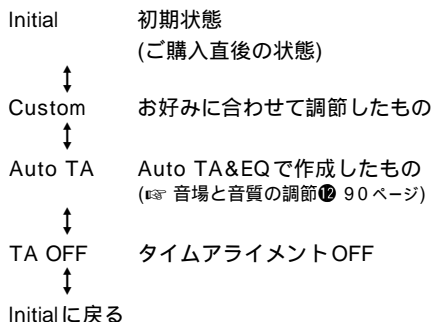 Initial 初期状態
(ご購入直後の状態)
Custom お好みに合わせて調節したもの
Auto TA Auto TA&EQで作成したもの
(☞ 音場と音質の調節⓬ 90ページ)
TA OFF タイムアライメントOFF
Initialに戻る